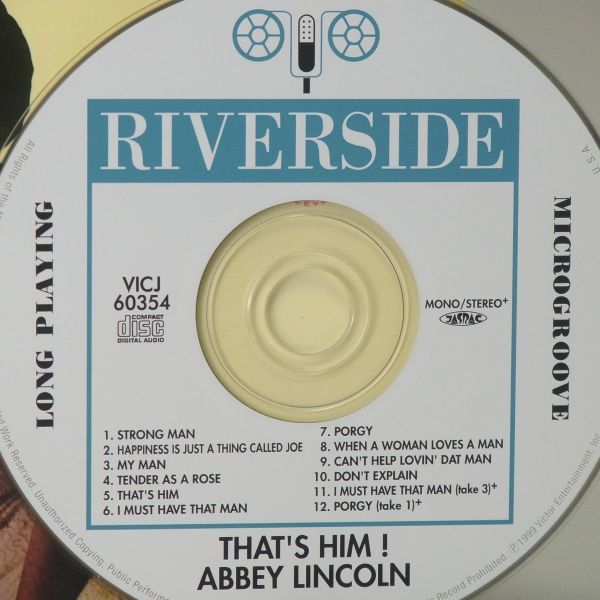 RIVERSIDE
LONG PLAYING
MICROGROOVE
VICJ
60354
COMPACT
disc
DIGITAL AUDIO
MONO/STEREO+
JASRAC
1. STRONG MAN
2. HAPPINESS IS JUST A THING CALLED JOE
3. MY MAN
4. TENDER AS A ROSE
5. THAT'S HIM
6. I MUST HAVE THAT MAN
7. PORGY
8. WHEN A WOMAN LOVES A MAN
9. CAN'T HELP LOVIN' DAT MAN
10. DON'T EXPLAIN
11. I MUST HAVE THAT MAN (take 3)+
12. PORGY (take 1)+
THAT'S HIM !
ABBEY LINCOLN
All Rights of the
Work Reserved. Unauthorized Copying, Public Performance
Record Prohibited. Ⓟ 1999 Victor Entertainment, Inc.
U.S.A.